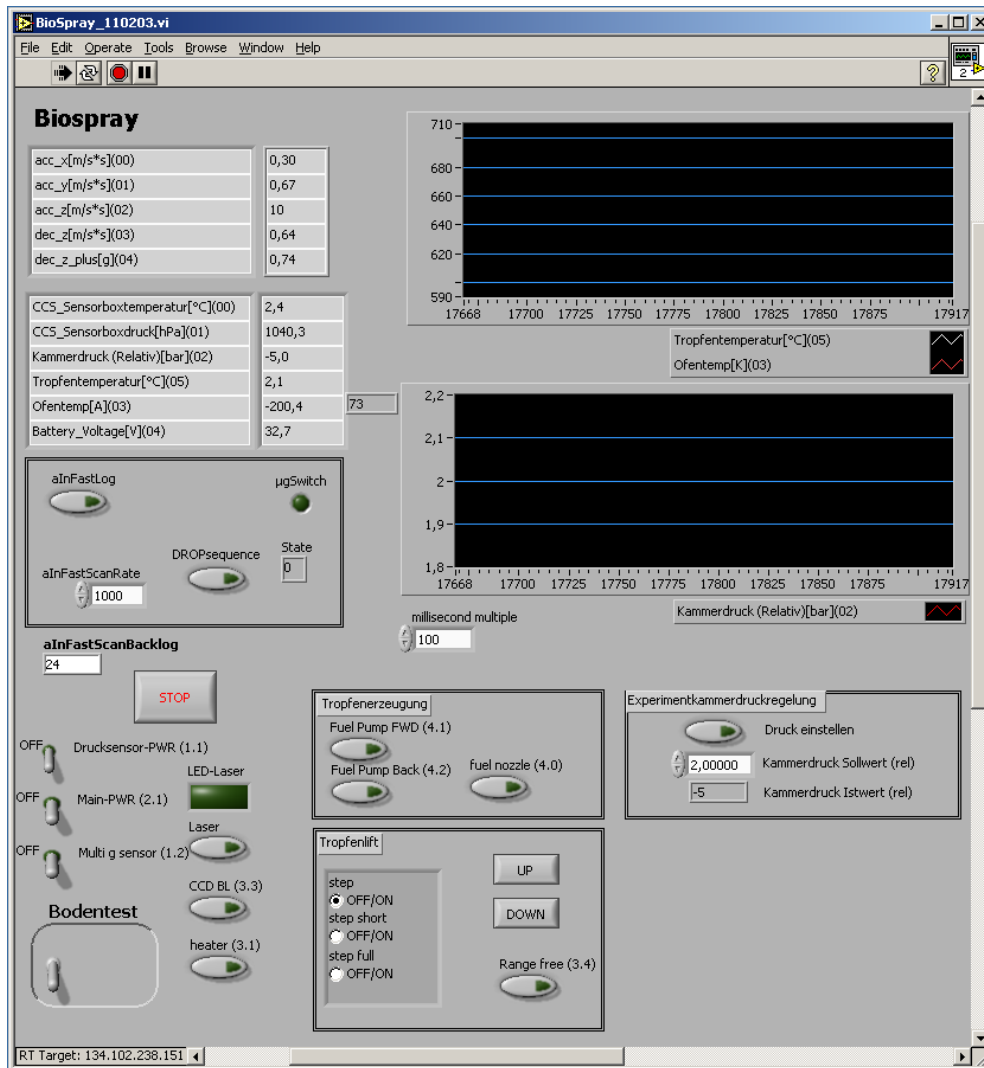 BioSpray_110203.vi
File Edit Operate Tools Browse Window Help
2
Biospray
acc_x[m/s*s](00) 0,30
acc_y[m/s*s](01) 0,67
acc_z[m/s*s](02) 10
dec_z[m/s*s](03) 0,64
dec_z_plus[g](04) 0,74
CCS_Sensorboxtemperatur[°C](00) 2,4
CCS_Sensorboxdruck[hPa](01) 1040,3
Kammerdruck (Relativ)[bar](02) -5,0
Tropfentemperatur[°C](05) 2,1
Ofentemp[A](03) -200,4 73
Battery_Voltage[V](04) 32,7
710
680
660
640
620
590
17668 17700 17725 17750 17775 17800 17825 17850 17875 17917
Tropfentemperatur[°C](05)
Ofentemp[K](03)
2,2
2,1
2
1,9
1,8
17668 17700 17725 17750 17775 17800 17825 17850 17875 17917
Kammerdruck (Relativ)[bar](02)
millisecond multiple
100
aInFastLog
µgSwitch
DROPsequence
State
0
aInFastScanRate
1000
aInFastScanBacklog
24
STOP
OFF Drucksensor-PWR (1.1)
OFF Main-PWR (2.1)
OFF Multi g sensor (1.2)
LED-Laser
Laser
CCD BL (3.3)
heater (3.1)
Bodentest
Tropfenerzeugung
Fuel Pump FWD (4.1)
Fuel Pump Back (4.2)
fuel nozzle (4.0)
Experimentkammerdruckregelung
Druck einstellen
2,00000 Kammerdruck Sollwert (rel)
-5 Kammerdruck Istwert (rel)
Tropfenlift
step
OFF/ON
step short
OFF/ON
step full
OFF/ON
UP
DOWN
Range free (3.4)
RT Target: 134.102.238.151